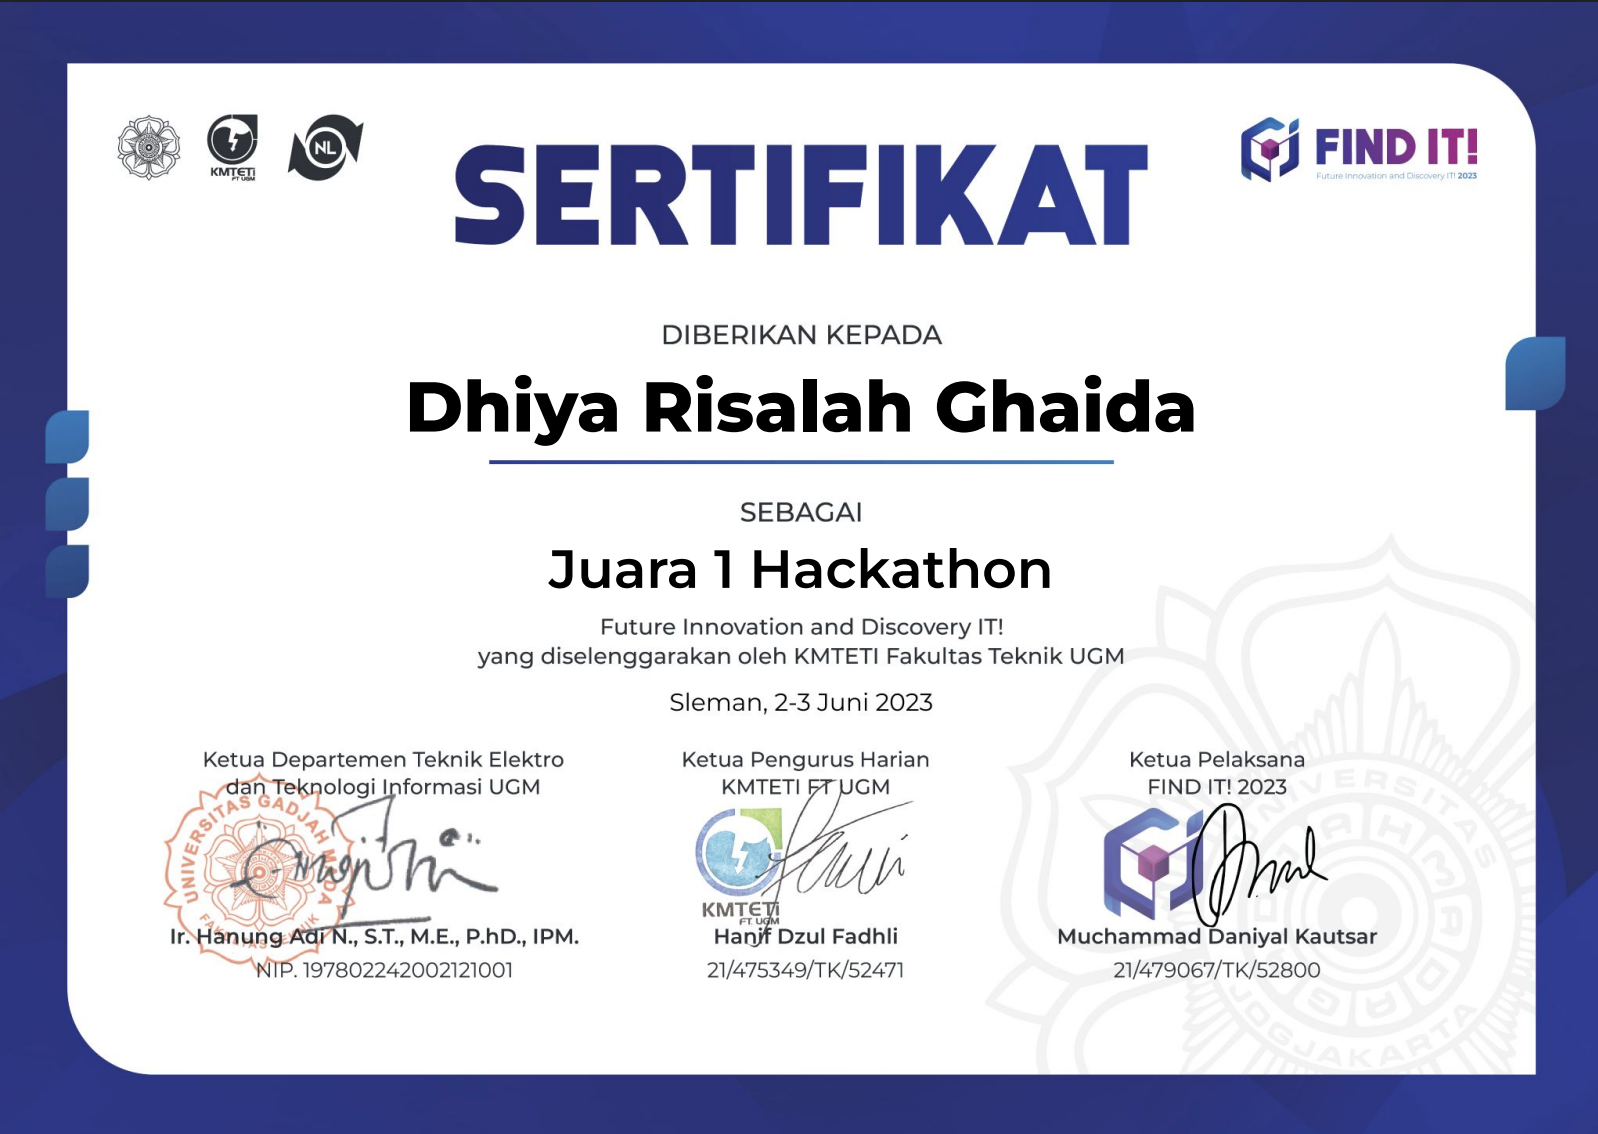 KMTETi
FT UGM
NL
SERTIFIKAT
FIND IT!
Future Innovation and Discovery IT! 2023
DIBERIKAN KEPADA
Dhiya Risalah Ghaida
SEBAGAI
Juara 1 Hackathon
Future Innovation and Discovery IT!
yang diselenggarakan oleh KMTETI Fakultas Teknik UGM
Sleman, 2-3 Juni 2023
Ketua Departemen Teknik Elektro
dan Teknologi Informasi UGM
UNIVERSITAS GADJAH MADA
FAKULTAS TEKNIK
Ir. Hanung Adi N., S.T., M.E., P.hD., IPM.
NIP. 197802242002121001
Ketua Pengurus Harian
KMTETI FT UGM
KMTETi
FT UGM
Hanif Dzul Fadhli
21/475349/TK/52471
Ketua Pelaksana
FIND IT! 2023
Muchammad Daniyal Kautsar
21/479067/TK/52800
UNIVERSITAS
GADJAH MADA
JOGJAKARTA